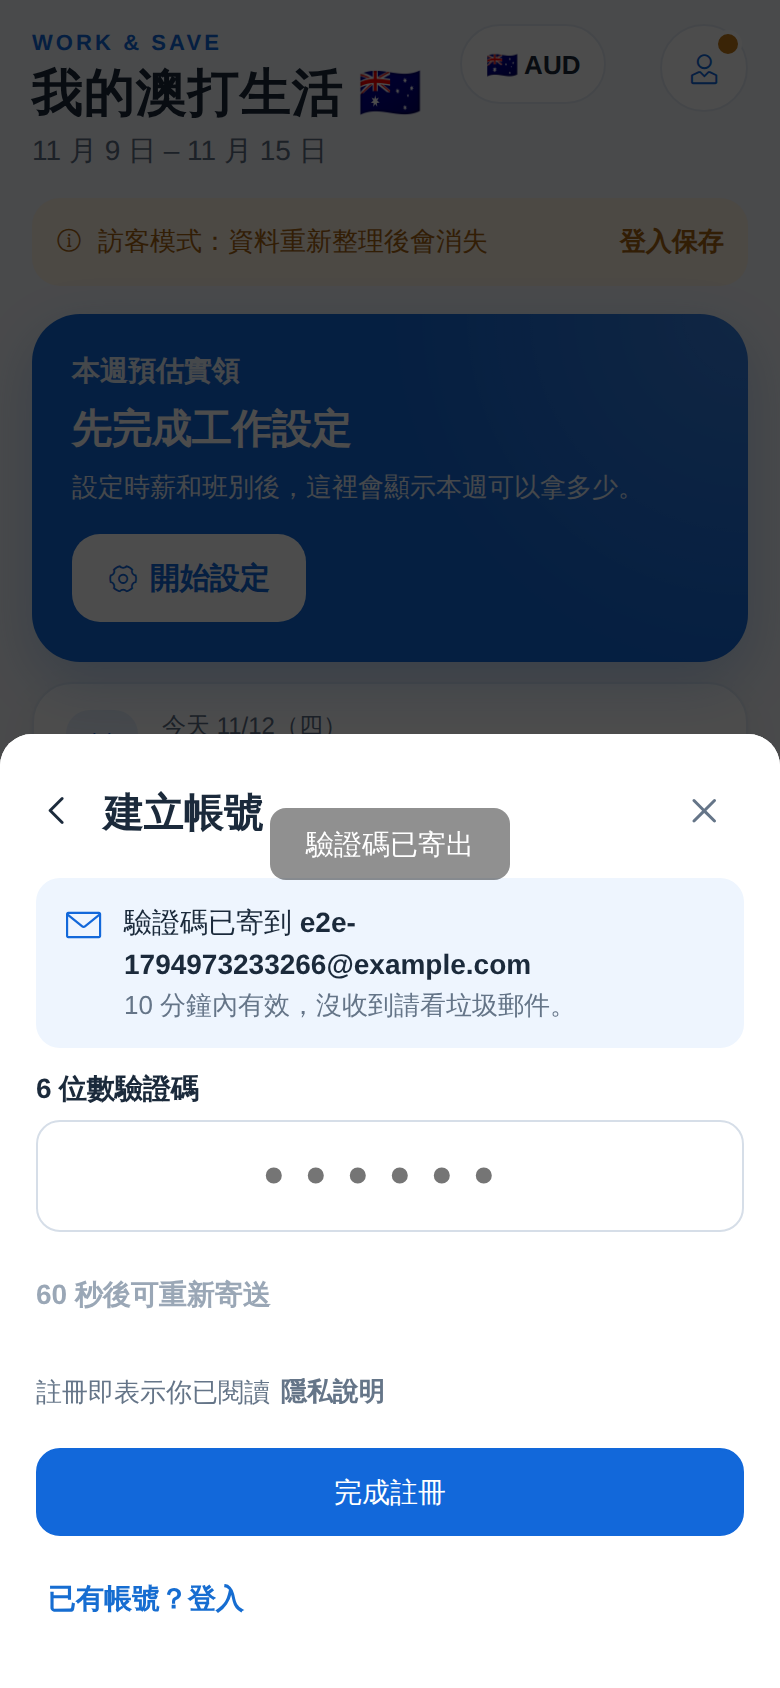 WORK & SAVE
我的澳打生活 🇦🇺
🇦🇺 AUD
11 月 9 日 – 11 月 15 日
訪客模式：資料重新整理後會消失
登入保存
本週預估實領
先完成工作設定
設定時薪和班別後，這裡會顯示本週可以拿多少。
開始設定
今天 11/12（四）
建立帳號
驗證碼已寄出
驗證碼已寄到 e2e-
1794973233266@example.com
10 分鐘內有效，沒收到請看垃圾郵件。
6 位數驗證碼
60 秒後可重新寄送
註冊即表示你已閱讀 隱私說明
完成註冊
已有帳號？登入